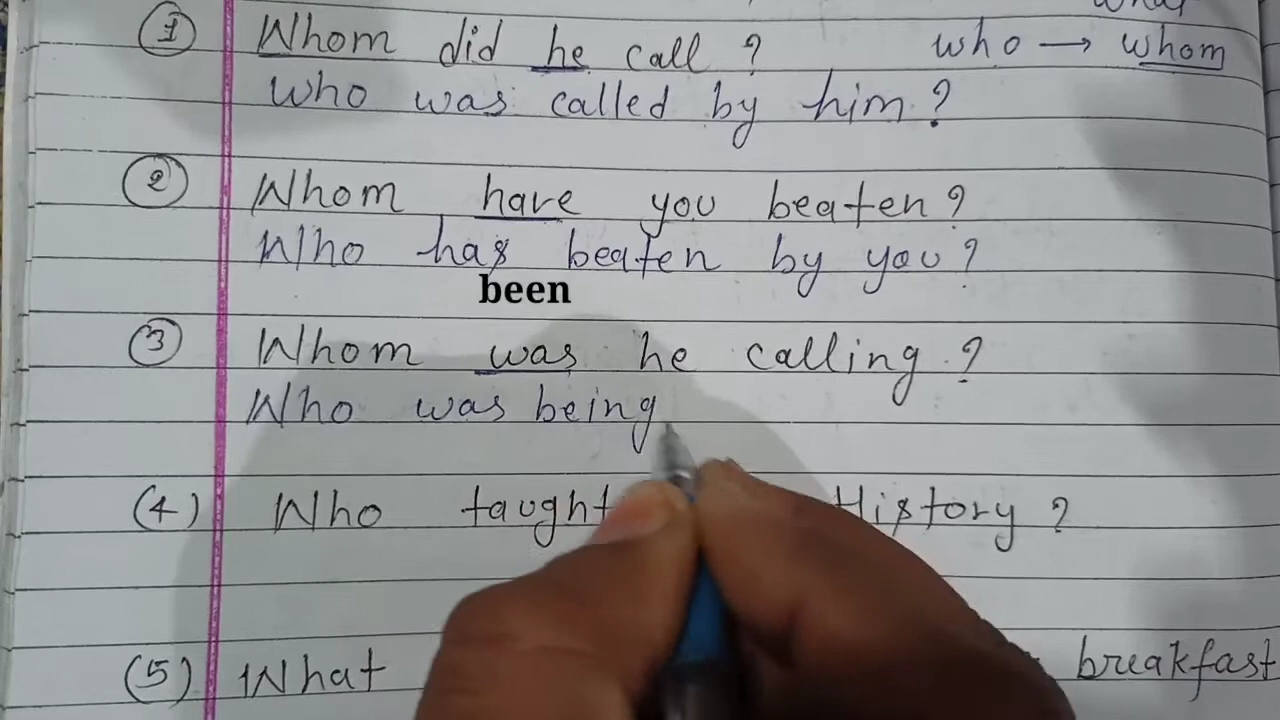 What
① Whom did he call ? who → whom
Who was called by him ?
② Whom have you beaten ?
Who has beaten by you ?
been
③ Whom was he calling ?
Who was being
(4) Who taught History ?
(5) What breakfast